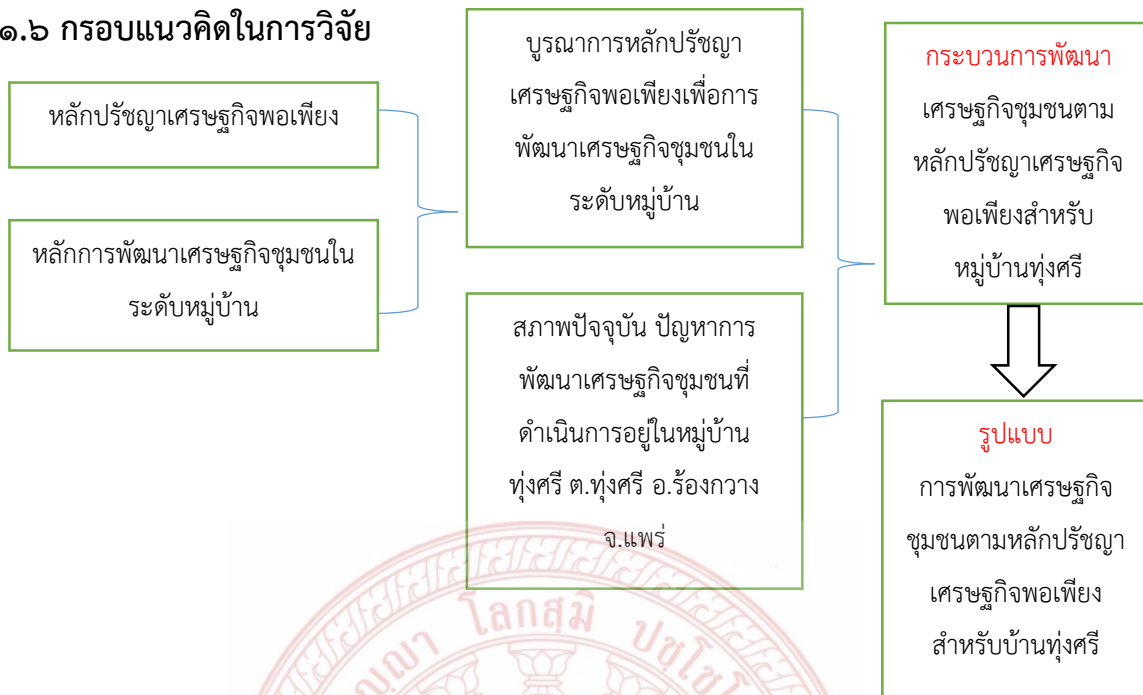 ๑.๖ กรอบแนวคิดในการวิจัย
หลักปรัชญาเศรษฐกิจพอเพียง
หลักการพัฒนาเศรษฐกิจชุมชนใน
ระดับหมู่บ้าน
บูรณาการหลักปรัชญา
เศรษฐกิจพอเพียงเพื่อการ
พัฒนาเศรษฐกิจชุมชนใน
ระดับหมู่บ้าน
สภาพปัจจุบัน ปัญหาการ
พัฒนาเศรษฐกิจชุมชนที่
ดำเนินการอยู่ในหมู่บ้าน
ทุ่งศรี ต.ทุ่งศรี อ.ร้องกวาง
จ.แพร่
กระบวนการพัฒนา
เศรษฐกิจชุมชนตาม
หลักปรัชญาเศรษฐกิจ
พอเพียงสำหรับ
หมู่บ้านทุ่งศรี
รูปแบบ
การพัฒนาเศรษฐกิจ
ชุมชนตามหลักปรัชญา
เศรษฐกิจพอเพียง
สำหรับบ้านทุ่งศรี
โลกสฺมิ